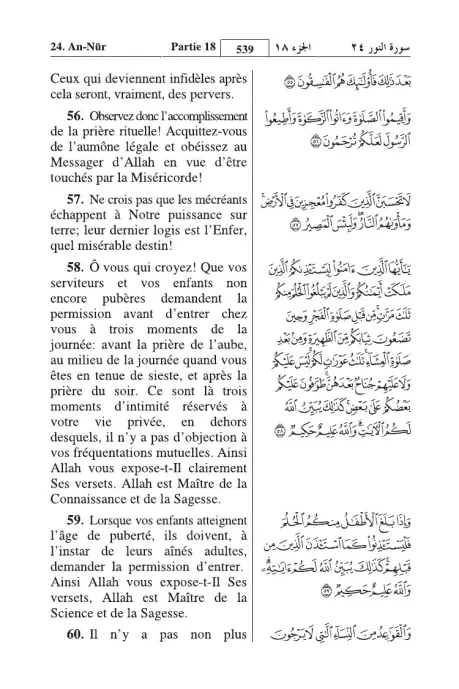 24. An-Nūr Partie 18 539 الجزء ١٨ سورة النور ٢٤
Ceux qui deviennent infidèles après
cela seront, vraiment, des pervers.
56. Observez donc l'accomplissement
de la prière rituelle! Acquittez-vous
de l'aumône légale et obéissez au
Messager d'Allah en vue d'être
touchés par la Miséricorde!
57. Ne crois pas que les mécréants
échappent à Notre puissance sur
terre; leur dernier logis est l'Enfer,
quel misérable destin!
58. Ô vous qui croyez! Que vos
serviteurs et vos enfants non
encore pubères demandent la
permission avant d'entrer chez
vous à trois moments de la
journée: avant la prière de l'aube,
au milieu de la journée quand vous
êtes en tenue de sieste, et après la
prière du soir. Ce sont là trois
moments d'intimité réservés à
votre vie privée, en dehors
desquels, il n'y a pas d'objection à
vos fréquentations mutuelles. Ainsi
Allah vous expose-t-Il clairement
Ses versets. Allah est Maître de la
Connaissance et de la Sagesse.
59. Lorsque vos enfants atteignent
l'âge de puberté, ils doivent, à
l'instar de leurs aînés adultes,
demander la permission d'entrer.
Ainsi Allah vous expose-t-Il Ses
versets, Allah est Maître de la
Science et de la Sagesse.
60. Il n'y a pas non plus
بَعْدَ ذَٰلِكَ فَأُو۟لَٰٓئِكَ هُمُ ٱلْفَٰسِقُونَ ٥٥
وَأَقِيمُوا۟ ٱلصَّلَوٰةَ وَءَاتُوا۟ ٱلزَّكَوٰةَ وَأَطِيعُوا۟
ٱلرَّسُولَ لَعَلَّكُمْ تُرْحَمُونَ ٥٦
لَا تَحْسَبَنَّ ٱلَّذِينَ كَفَرُوا۟ مُعْجِزِينَ فِى ٱلْأَرْضِ ۚ
وَمَأْوَىٰهُمُ ٱلنَّارُ ۖ وَلَبِئْسَ ٱلْمَصِيرُ ٥٧
يَٰٓأَيُّهَا ٱلَّذِينَ ءَامَنُوا۟ لِيَسْتَـْٔذِنكُمُ ٱلَّذِينَ
مَلَكَتْ أَيْمَٰنُكُمْ وَٱلَّذِينَ لَمْ يَبْلُغُوا۟ ٱلْحُلُمَ مِنكُمْ
ثَلَٰثَ مَرَّٰتٍ ۚ مِّن قَبْلِ صَلَوٰةِ ٱلْفَجْرِ وَحِينَ
تَضَعُونَ ثِيَابَكُم مِّنَ ٱلظَّهِيرَةِ وَمِنۢ بَعْدِ
صَلَوٰةِ ٱلْعِشَآءِ ۚ ثَلَٰثُ عَوْرَٰتٍ لَّكُمْ ۚ لَيْسَ عَلَيْكُمْ
وَلَا عَلَيْهِمْ جُنَاحٌۢ بَعْدَهُنَّ ۚ طَوَّٰفُونَ عَلَيْكُم
بَعْضُكُمْ عَلَىٰ بَعْضٍ ۚ كَذَٰلِكَ يُبَيِّنُ ٱللَّهُ
لَكُمُ ٱلْـَٔايَٰتِ ۗ وَٱللَّهُ عَلِيمٌ حَكِيمٌ ٥٨
وَإِذَا بَلَغَ ٱلْأَطْفَٰلُ مِنكُمُ ٱلْحُلُمَ
فَلْيَسْتَـْٔذِنُوا۟ كَمَا ٱسْتَـْٔذَنَ ٱلَّذِينَ مِن
قَبْلِهِمْ ۚ كَذَٰلِكَ يُبَيِّنُ ٱللَّهُ لَكُمْ ءَايَٰتِهِۦ ۗ
وَٱللَّهُ عَلِيمٌ حَكِيمٌ ٥٩
وَٱلْقَوَٰعِدُ مِنَ ٱلنِّسَآءِ ٱلَّٰتِى لَا يَرْجُونَ